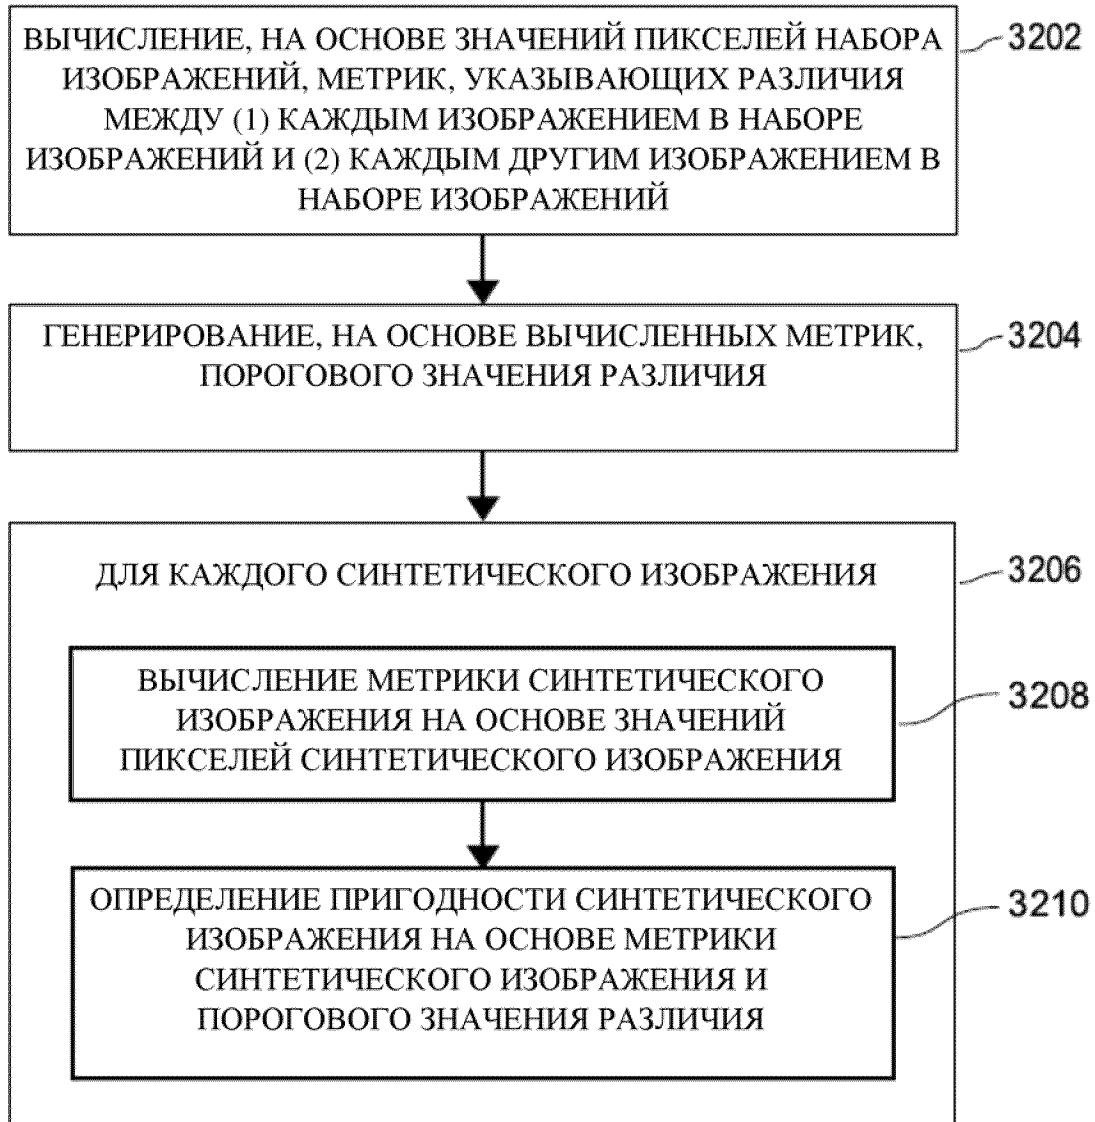 ВЫЧИСЛЕНИЕ, НА ОСНОВЕ ЗНАЧЕНИЙ ПИКСЕЛЕЙ НАБОРА
ИЗОБРАЖЕНИЙ, МЕТРИК, УКАЗЫВАЮЩИХ РАЗЛИЧИЯ
МЕЖДУ (1) КАЖДЫМ ИЗОБРАЖЕНИЕМ В НАБОРЕ
ИЗОБРАЖЕНИЙ И (2) КАЖДЫМ ДРУГИМ ИЗОБРАЖЕНИЕМ В
НАБОРЕ ИЗОБРАЖЕНИЙ
3202
ГЕНЕРИРОВАНИЕ, НА ОСНОВЕ ВЫЧИСЛЕННЫХ МЕТРИК,
ПОРОГОВОГО ЗНАЧЕНИЯ РАЗЛИЧИЯ
3204
ДЛЯ КАЖДОГО СИНТЕТИЧЕСКОГО ИЗОБРАЖЕНИЯ
3206
ВЫЧИСЛЕНИЕ МЕТРИКИ СИНТЕТИЧЕСКОГО
ИЗОБРАЖЕНИЯ НА ОСНОВЕ ЗНАЧЕНИЙ
ПИКСЕЛЕЙ СИНТЕТИЧЕСКОГО ИЗОБРАЖЕНИЯ
3208
ОПРЕДЕЛЕНИЕ ПРИГОДНОСТИ СИНТЕТИЧЕСКОГО
ИЗОБРАЖЕНИЯ НА ОСНОВЕ МЕТРИКИ
СИНТЕТИЧЕСКОГО ИЗОБРАЖЕНИЯ И
ПОРОГОВОГО ЗНАЧЕНИЯ РАЗЛИЧИЯ
3210